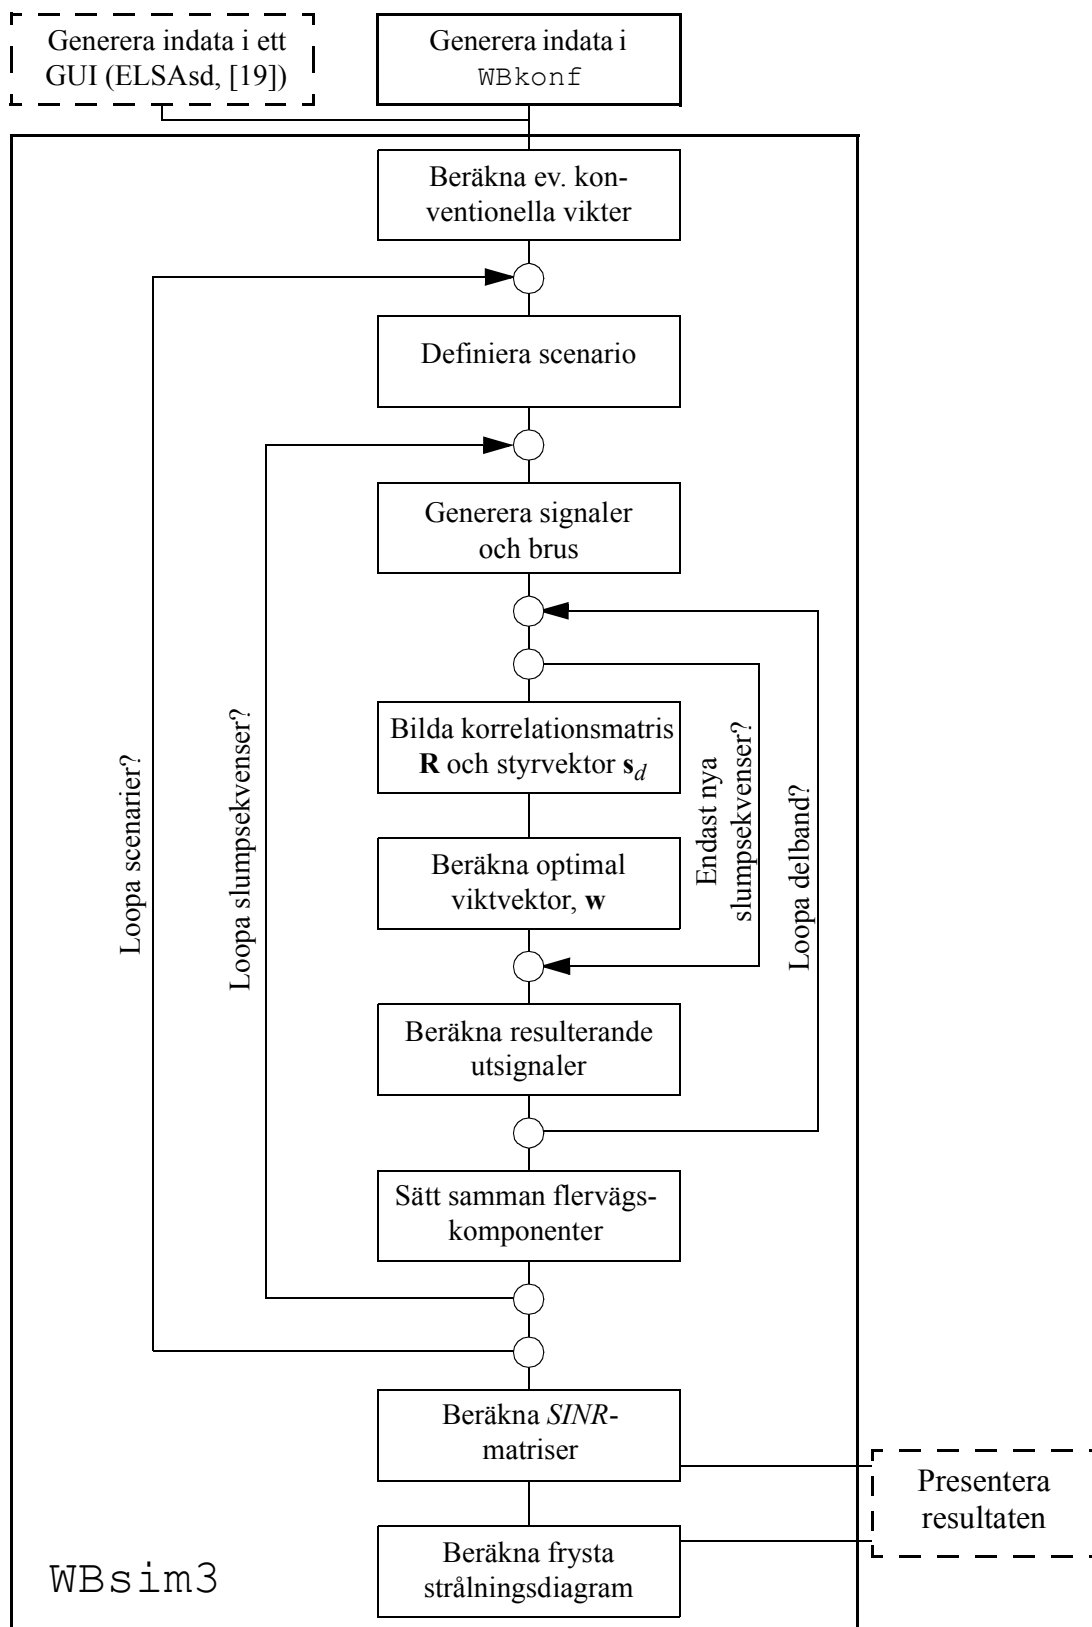 Generera indata i ett
GUI (ELSAsd, [19])
Generera indata i
WBkonf
Beräkna ev. kon-
ventionella vikter
Definiera scenario
Generera signaler
och brus
Bilda korrelationsmatris
R och styrvektor sd
Beräkna optimal
viktvektor, w
Beräkna resulterande
utsignaler
Sätt samman flervägs-
komponenter
Beräkna SINR-
matriser
Beräkna frysta
strålningsdiagram
Loopa scenarier?
Loopa slumpsekvenser?
Endast nya
slumpsekvenser?
Loopa delband?
Presentera
resultaten
WBsim3